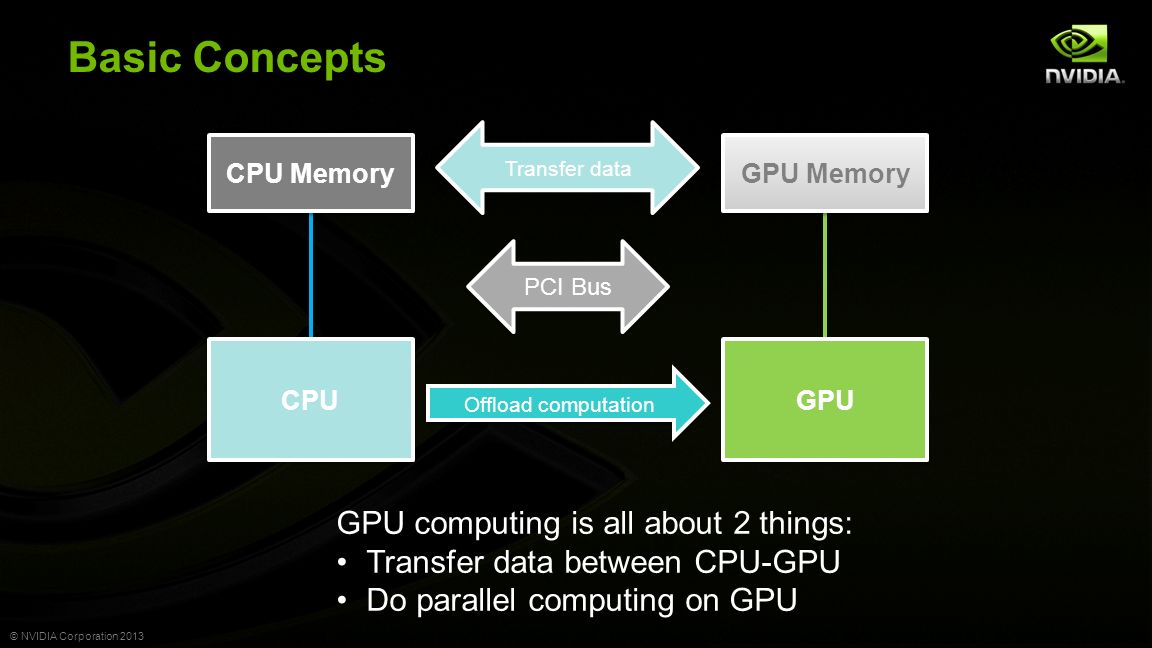 Basic Concepts
NVIDIA.
CPU Memory
Transfer data
GPU Memory
PCI Bus
CPU
Offload computation
GPU
GPU computing is all about 2 things:
• Transfer data between CPU-GPU
• Do parallel computing on GPU
© NVIDIA Corporation 2013